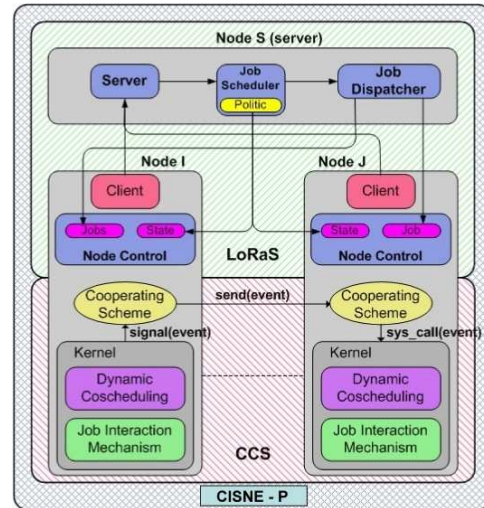 Node S (server)
Server
Job
Scheduler
Politic
Job
Dispatcher
Node I
Node J
Client
Client
Jobs
State
Node Control
State
Job
Node Control
LoRaS
Cooperating
Scheme
send(event)
Cooperating
Scheme
signal(event)
sys_call(event)
Kernel
Kernel
Dynamic
Coscheduling
Dynamic
Coscheduling
Job Interaction
Mechanism
Job Interaction
Mechanism
CCS
CISNE - P